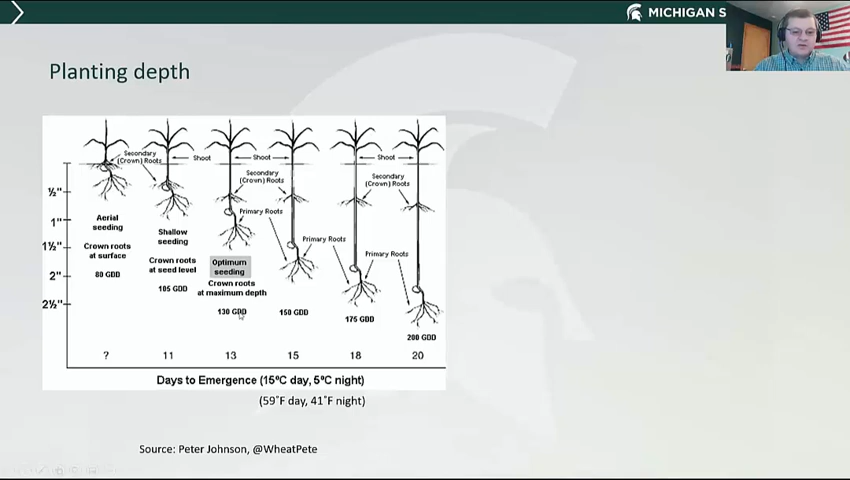 MICHIGAN S
Planting depth
Secondary
(Crown) Roots
Shoot
Shoot
Shoot
Secondary
(Crown) Roots
Secondary
(Crown) Roots
Primary Roots
Primary Roots
Primary Roots
½"
1"
1½"
2"
2½"
Aerial
seeding
Crown roots
at surface
80 GDD
Shallow
seeding
Crown roots
at seed level
105 GDD
Optimum
seeding
Crown roots
at maximum depth
130 GDD
150 GDD
175 GDD
200 GDD
? 11 13 15 18 20
Days to Emergence (15ºC day, 5ºC night)
(59˚F day, 41˚F night)
Source: Peter Johnson, @WheatPete